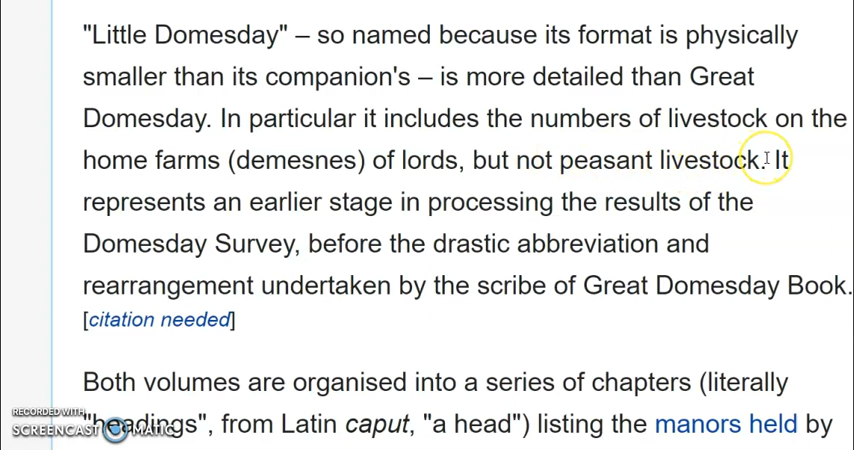 "Little Domesday" – so named because its format is physically
smaller than its companion's – is more detailed than Great
Domesday. In particular it includes the numbers of livestock on the
home farms (demesnes) of lords, but not peasant livestock. It
represents an earlier stage in processing the results of the
Domesday Survey, before the drastic abbreviation and
rearrangement undertaken by the scribe of Great Domesday Book.
[citation needed]
Both volumes are organised into a series of chapters (literally
"headings", from Latin caput, "a head") listing the manors held by
RECORDED WITH
SCREENCAST MATIC